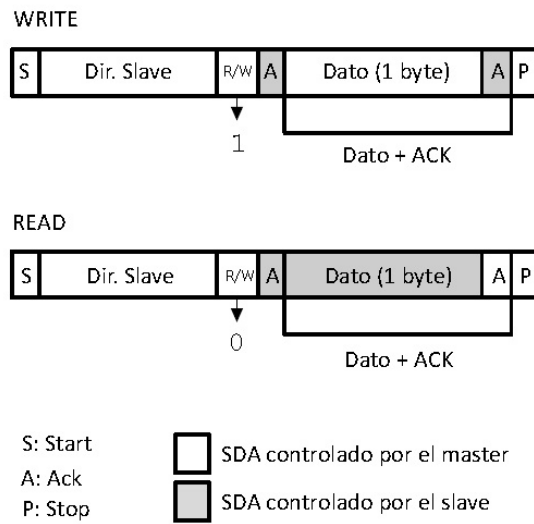 WRITE
S Dir. Slave R/W A Dato (1 byte) A P
1
Dato + ACK
READ
S Dir. Slave R/W A Dato (1 byte) A P
0
Dato + ACK
S: Start
A: Ack
P: Stop
SDA controlado por el master
SDA controlado por el slave